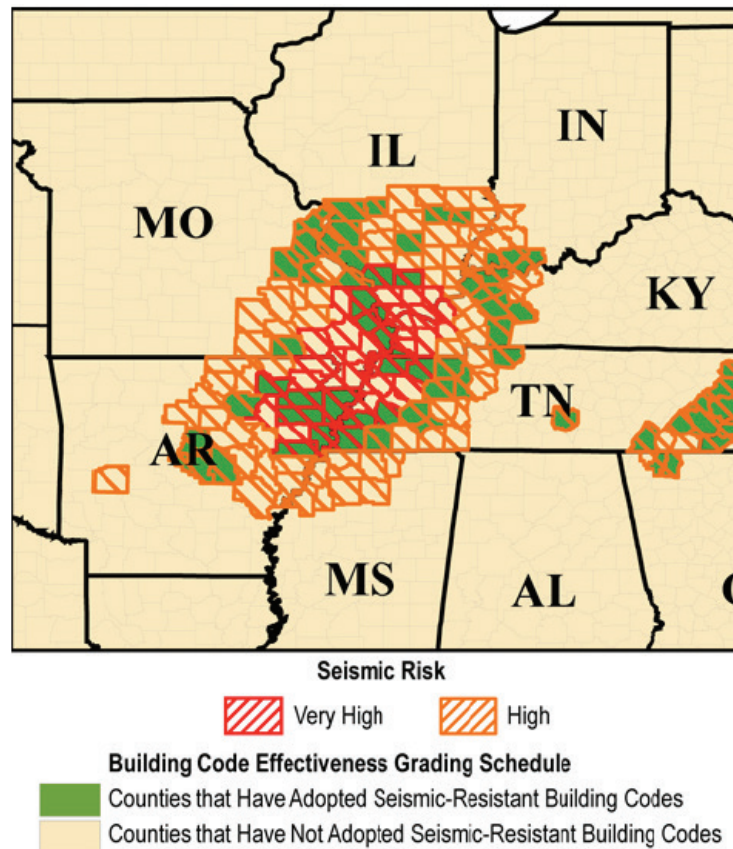 IL
IN
MO
KY
TN
AR
MS
AL
Seismic Risk
Very High
High
Building Code Effectiveness Grading Schedule
Counties that Have Adopted Seismic-Resistant Building Codes
Counties that Have Not Adopted Seismic-Resistant Building Codes